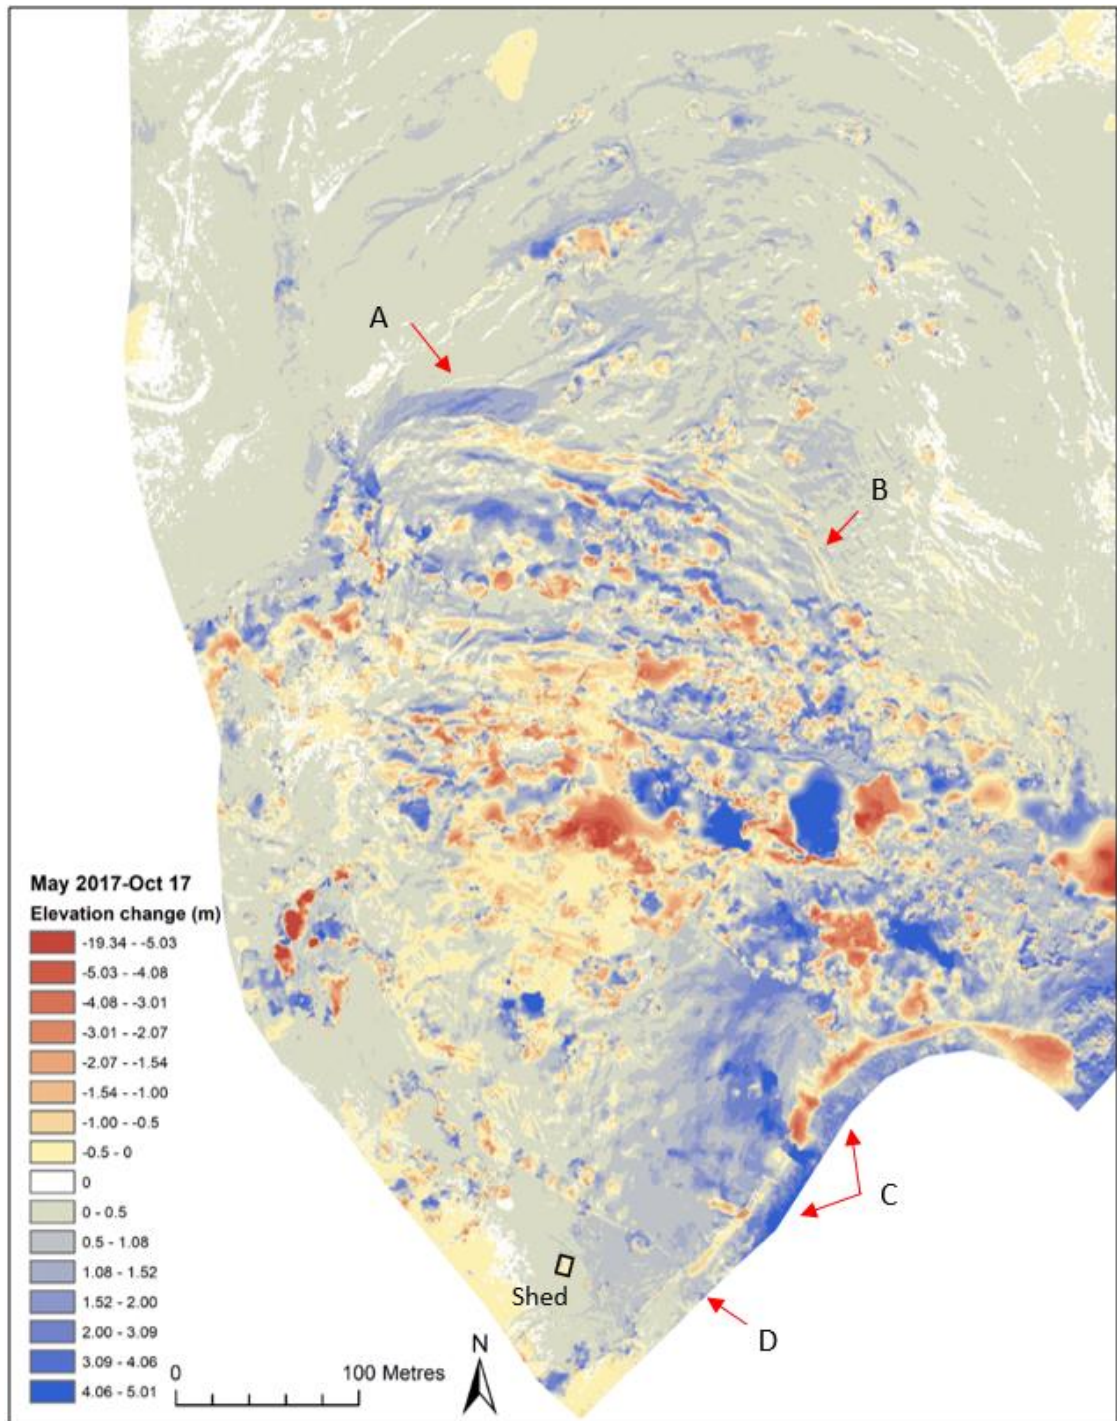 A
B
May 2017-Oct 17
Elevation change (m)
-19.34 - -5.03
-5.03 - -4.08
-4.08 - -3.01
-3.01 - -2.07
-2.07 - -1.54
-1.54 - -1.00
-1.00 - -0.5
-0.5 - 0
0
0 - 0.5
0.5 - 1.08
1.08 - 1.52
1.52 - 2.00
2.00 - 3.09
3.09 - 4.06
4.06 - 5.01
C
Shed
D
N
0 100 Metres